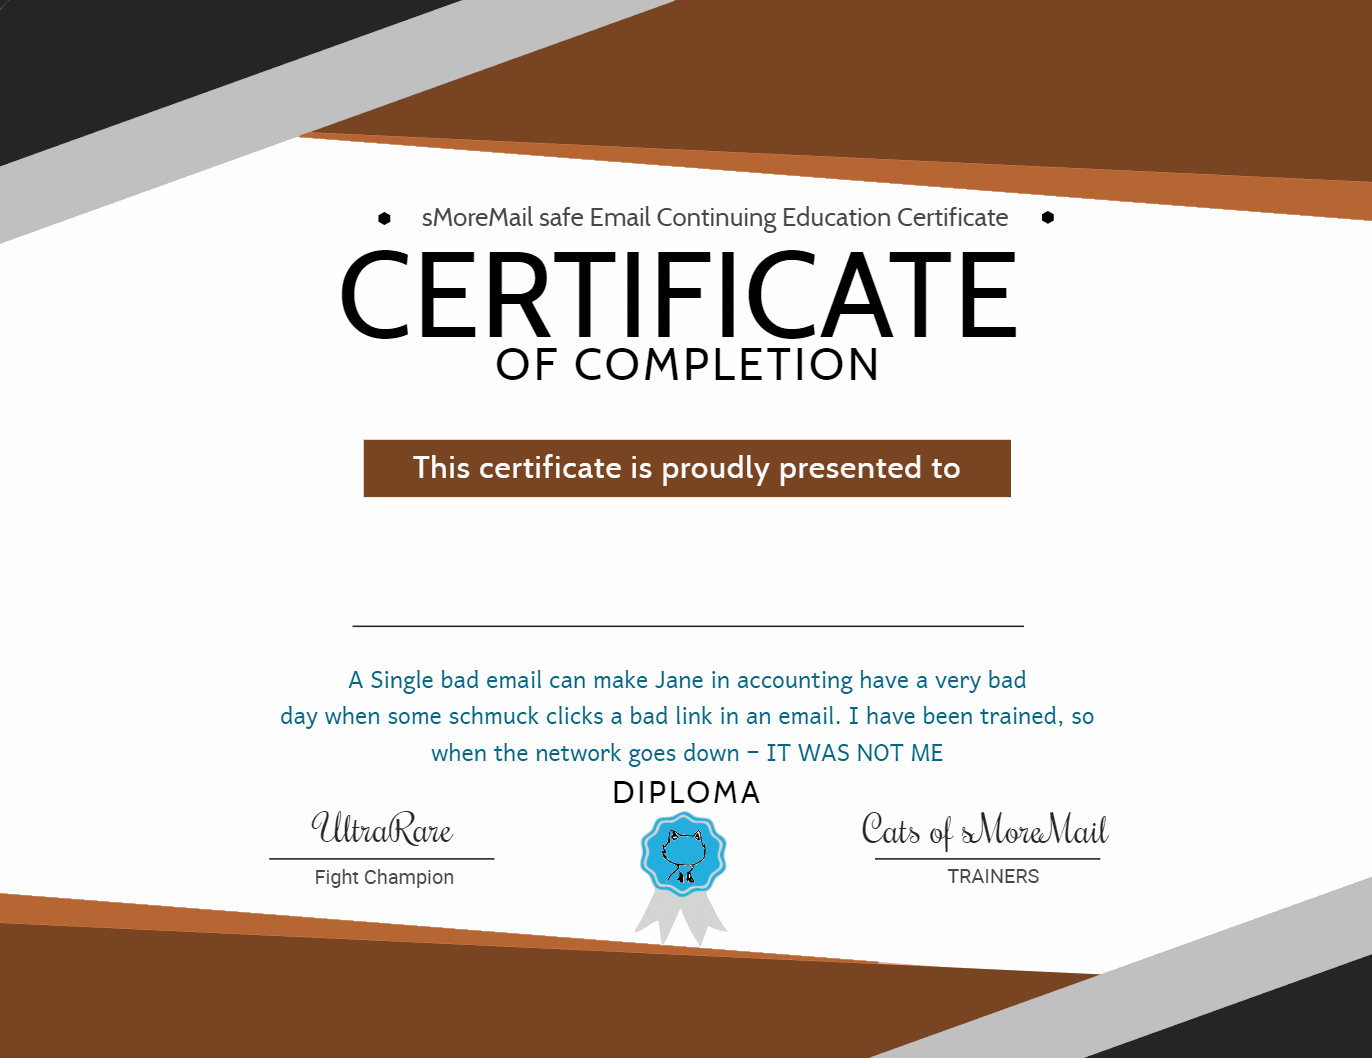 sMoreMail safe Email Continuing Education Certificate
CERTIFICATE
OF COMPLETION
This certificate is proudly presented to
A Single bad email can make Jane in accounting have a very bad
day when some schmuck clicks a bad link in an email. I have been trained, so
when the network goes down – IT WAS NOT ME
DIPLOMA
UltraRare
Fight Champion
Cats of sMoreMail
TRAINERS